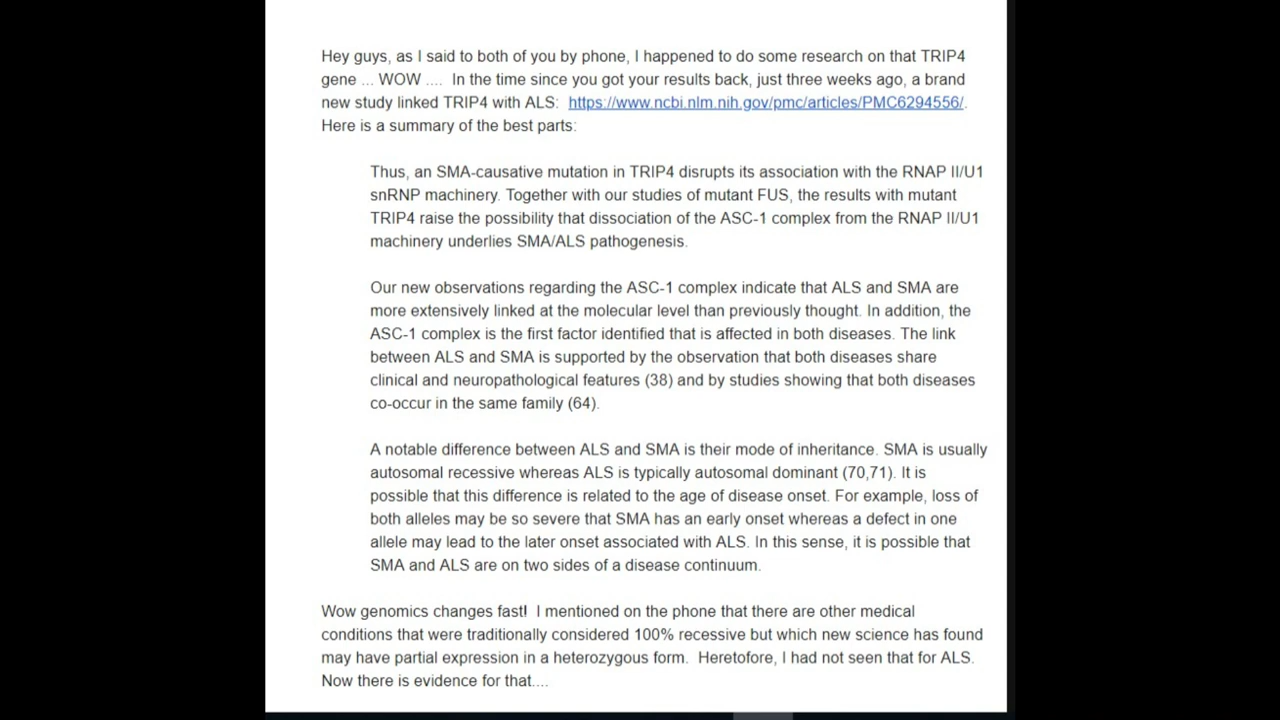 Hey guys, as I said to both of you by phone, I happened to do some research on that TRIP4
gene ... WOW .... In the time since you got your results back, just three weeks ago, a brand
new study linked TRIP4 with ALS: https://www.ncbi.nlm.nih.gov/pmc/articles/PMC6294556/.
Here is a summary of the best parts:
Thus, an SMA-causative mutation in TRIP4 disrupts its association with the RNAP II/U1
snRNP machinery. Together with our studies of mutant FUS, the results with mutant
TRIP4 raise the possibility that dissociation of the ASC-1 complex from the RNAP II/U1
machinery underlies SMA/ALS pathogenesis.
Our new observations regarding the ASC-1 complex indicate that ALS and SMA are
more extensively linked at the molecular level than previously thought. In addition, the
ASC-1 complex is the first factor identified that is affected in both diseases. The link
between ALS and SMA is supported by the observation that both diseases share
clinical and neuropathological features (38) and by studies showing that both diseases
co-occur in the same family (64).
A notable difference between ALS and SMA is their mode of inheritance. SMA is usually
autosomal recessive whereas ALS is typically autosomal dominant (70,71). It is
possible that this difference is related to the age of disease onset. For example, loss of
both alleles may be so severe that SMA has an early onset whereas a defect in one
allele may lead to the later onset associated with ALS. In this sense, it is possible that
SMA and ALS are on two sides of a disease continuum.
Wow genomics changes fast! I mentioned on the phone that there are other medical
conditions that were traditionally considered 100% recessive but which new science has found
may have partial expression in a heterozygous form. Heretofore, I had not seen that for ALS.
Now there is evidence for that....